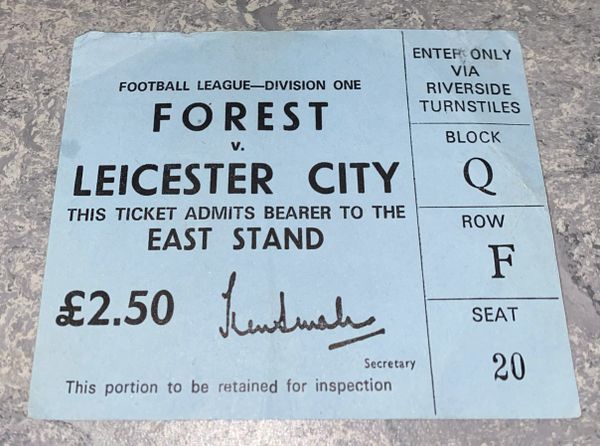 FOOTBALL LEAGUE—DIVISION ONE
FOREST
v.
LEICESTER CITY
THIS TICKET ADMITS BEARER TO THE
EAST STAND
£2.50
Secretary
This portion to be retained for inspection
ENTER ONLY
VIA
RIVERSIDE
TURNSTILES
BLOCK
Q
ROW
F
SEAT
20